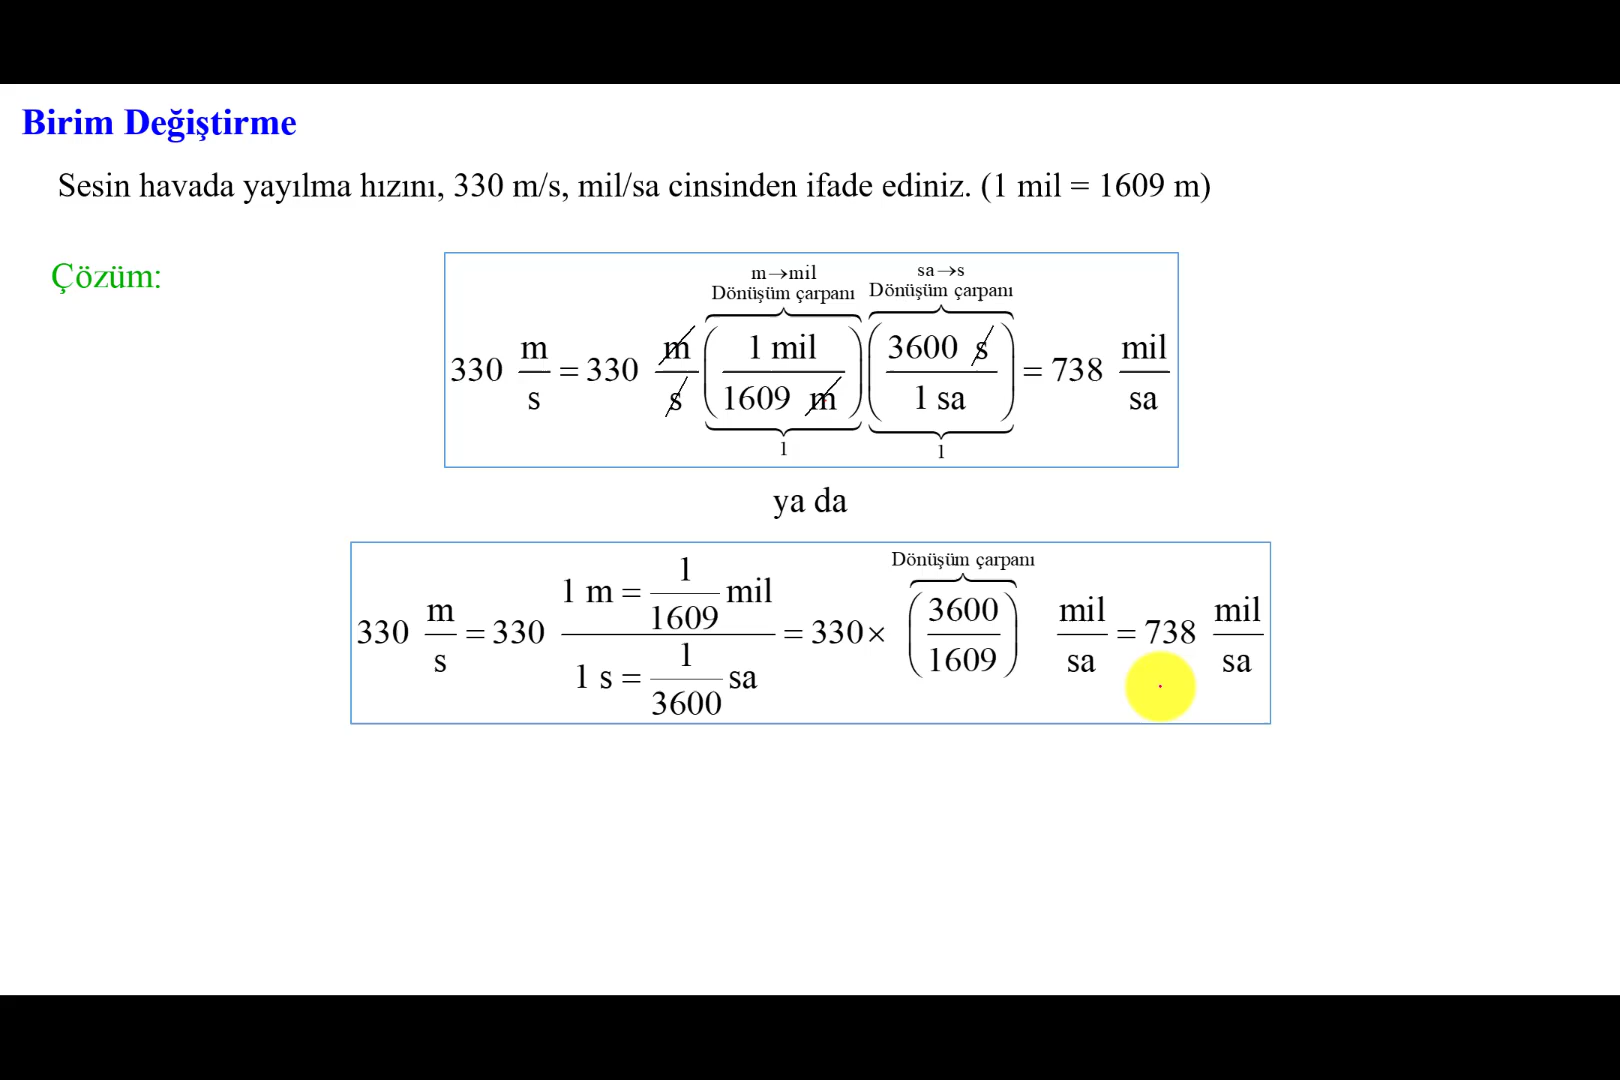 Birim Değiştirme
Sesin havada yayılma hızını, 330 m/s, mil/sa cinsinden ifade ediniz. (1 mil = 1609 m)
Çözüm:
m→mil sa→s
Dönüşüm çarpanı Dönüşüm çarpanı
330 m/s = 330 m/s (1 mil / 1609 m) (3600 s / 1 sa) = 738 mil/sa
1 1
ya da
Dönüşüm çarpanı
330 m/s = 330 (1 m = 1/1609 mil) / (1 s = 1/3600 sa) = 330× (3600/1609) mil/sa = 738 mil/sa